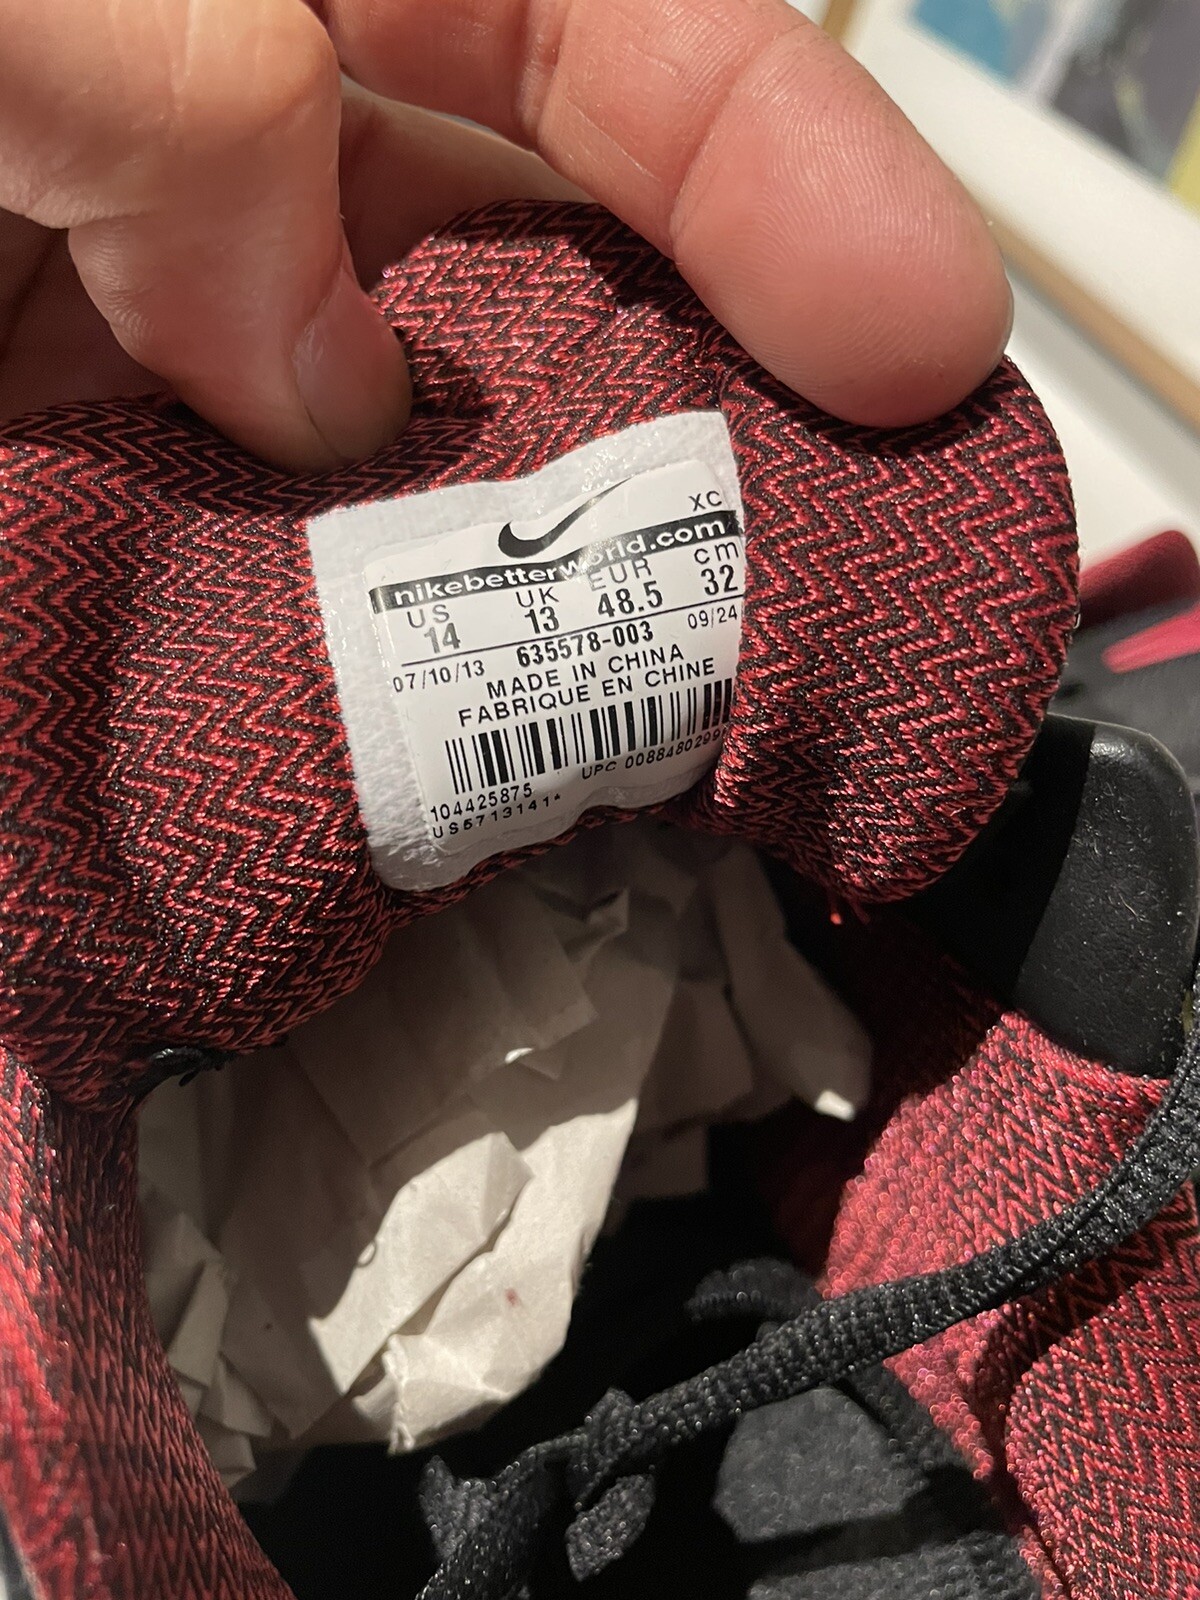 XC
nikebetterworld.com
US UK EUR cm
14 13 48.5 32
07/10/13 635578-003 09/24
MADE IN CHINA
FABRIQUE EN CHINE
UPC 0088480299
104425875
US5713141*